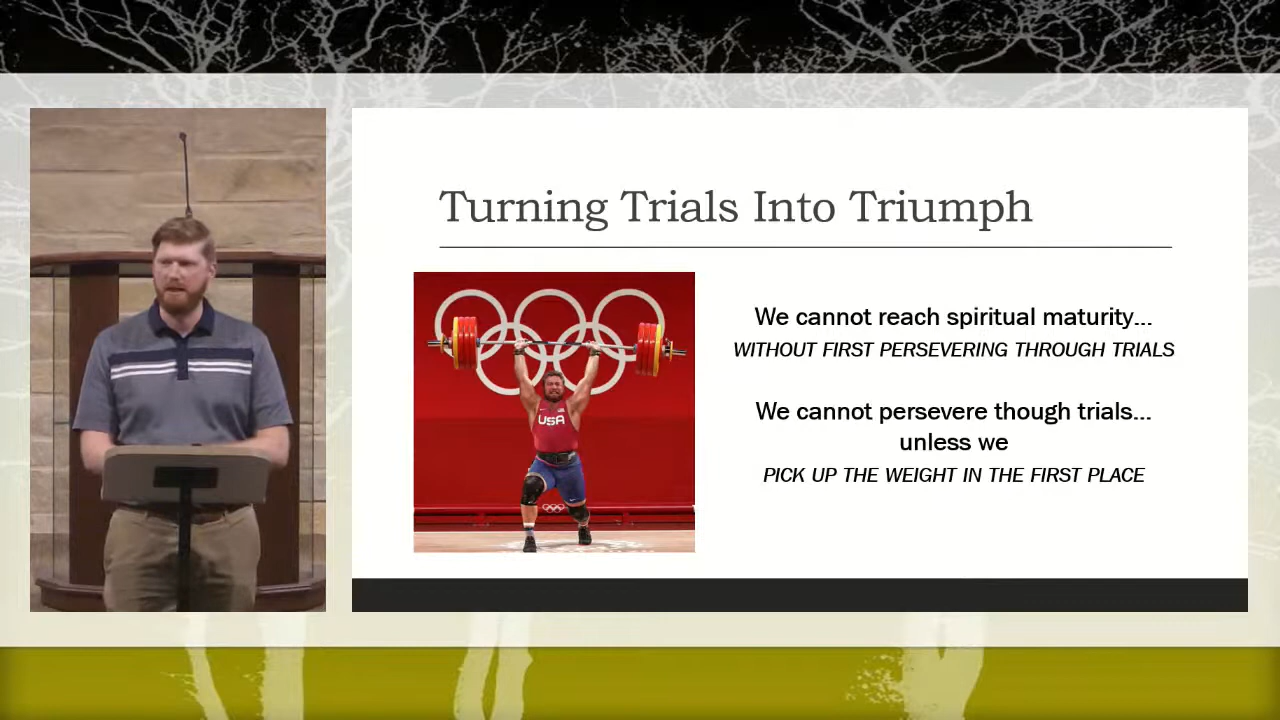 Turning Trials Into Triumph
USA
We cannot reach spiritual maturity...
WITHOUT FIRST PERSEVERING THROUGH TRIALS
We cannot persevere though trials...
unless we
PICK UP THE WEIGHT IN THE FIRST PLACE